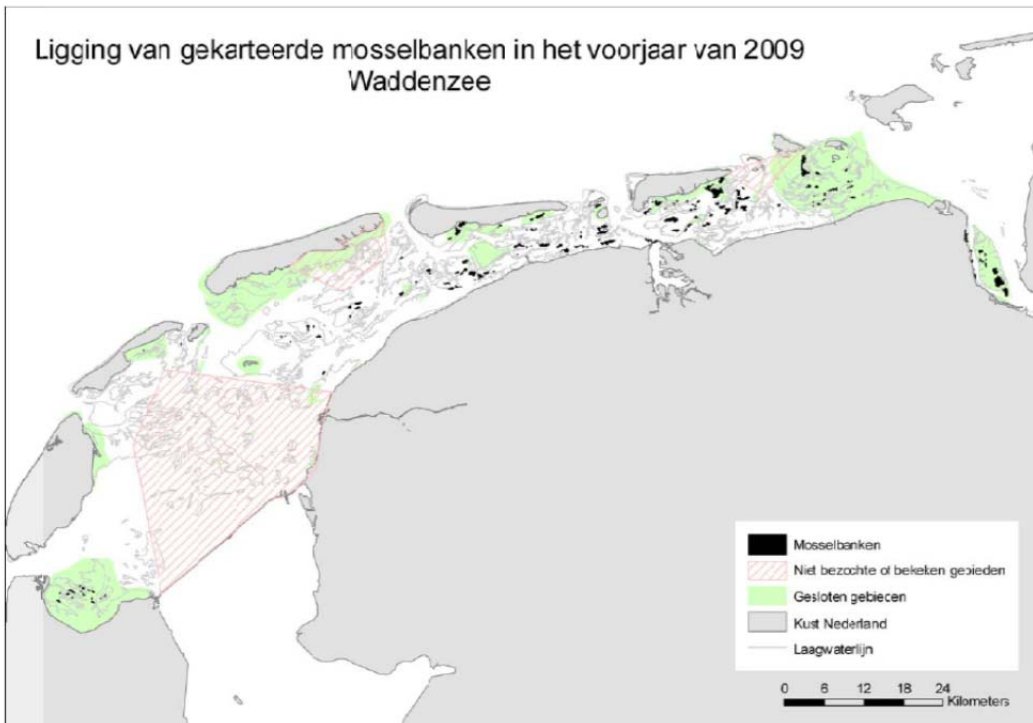 Ligging van gekarteerde mosselbanken in het voorjaar van 2009
Waddenzee
Mosselbanken
Niet bezochte of bekeken gebieden
Gesloten gebiecen
Kust Nederland
Laagwaterlijn
0 6 12 18 24
Kilometers